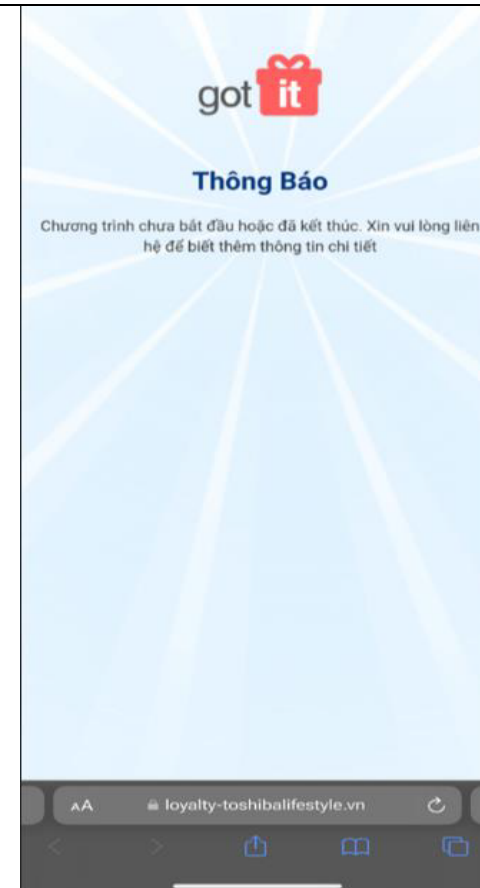 got it
Thông Báo
Chương trình chưa bắt đầu hoặc đã kết thúc. Xin vui lòng liên
hệ để biết thêm thông tin chi tiết
AA loyalty-toshibalifestyle.vn